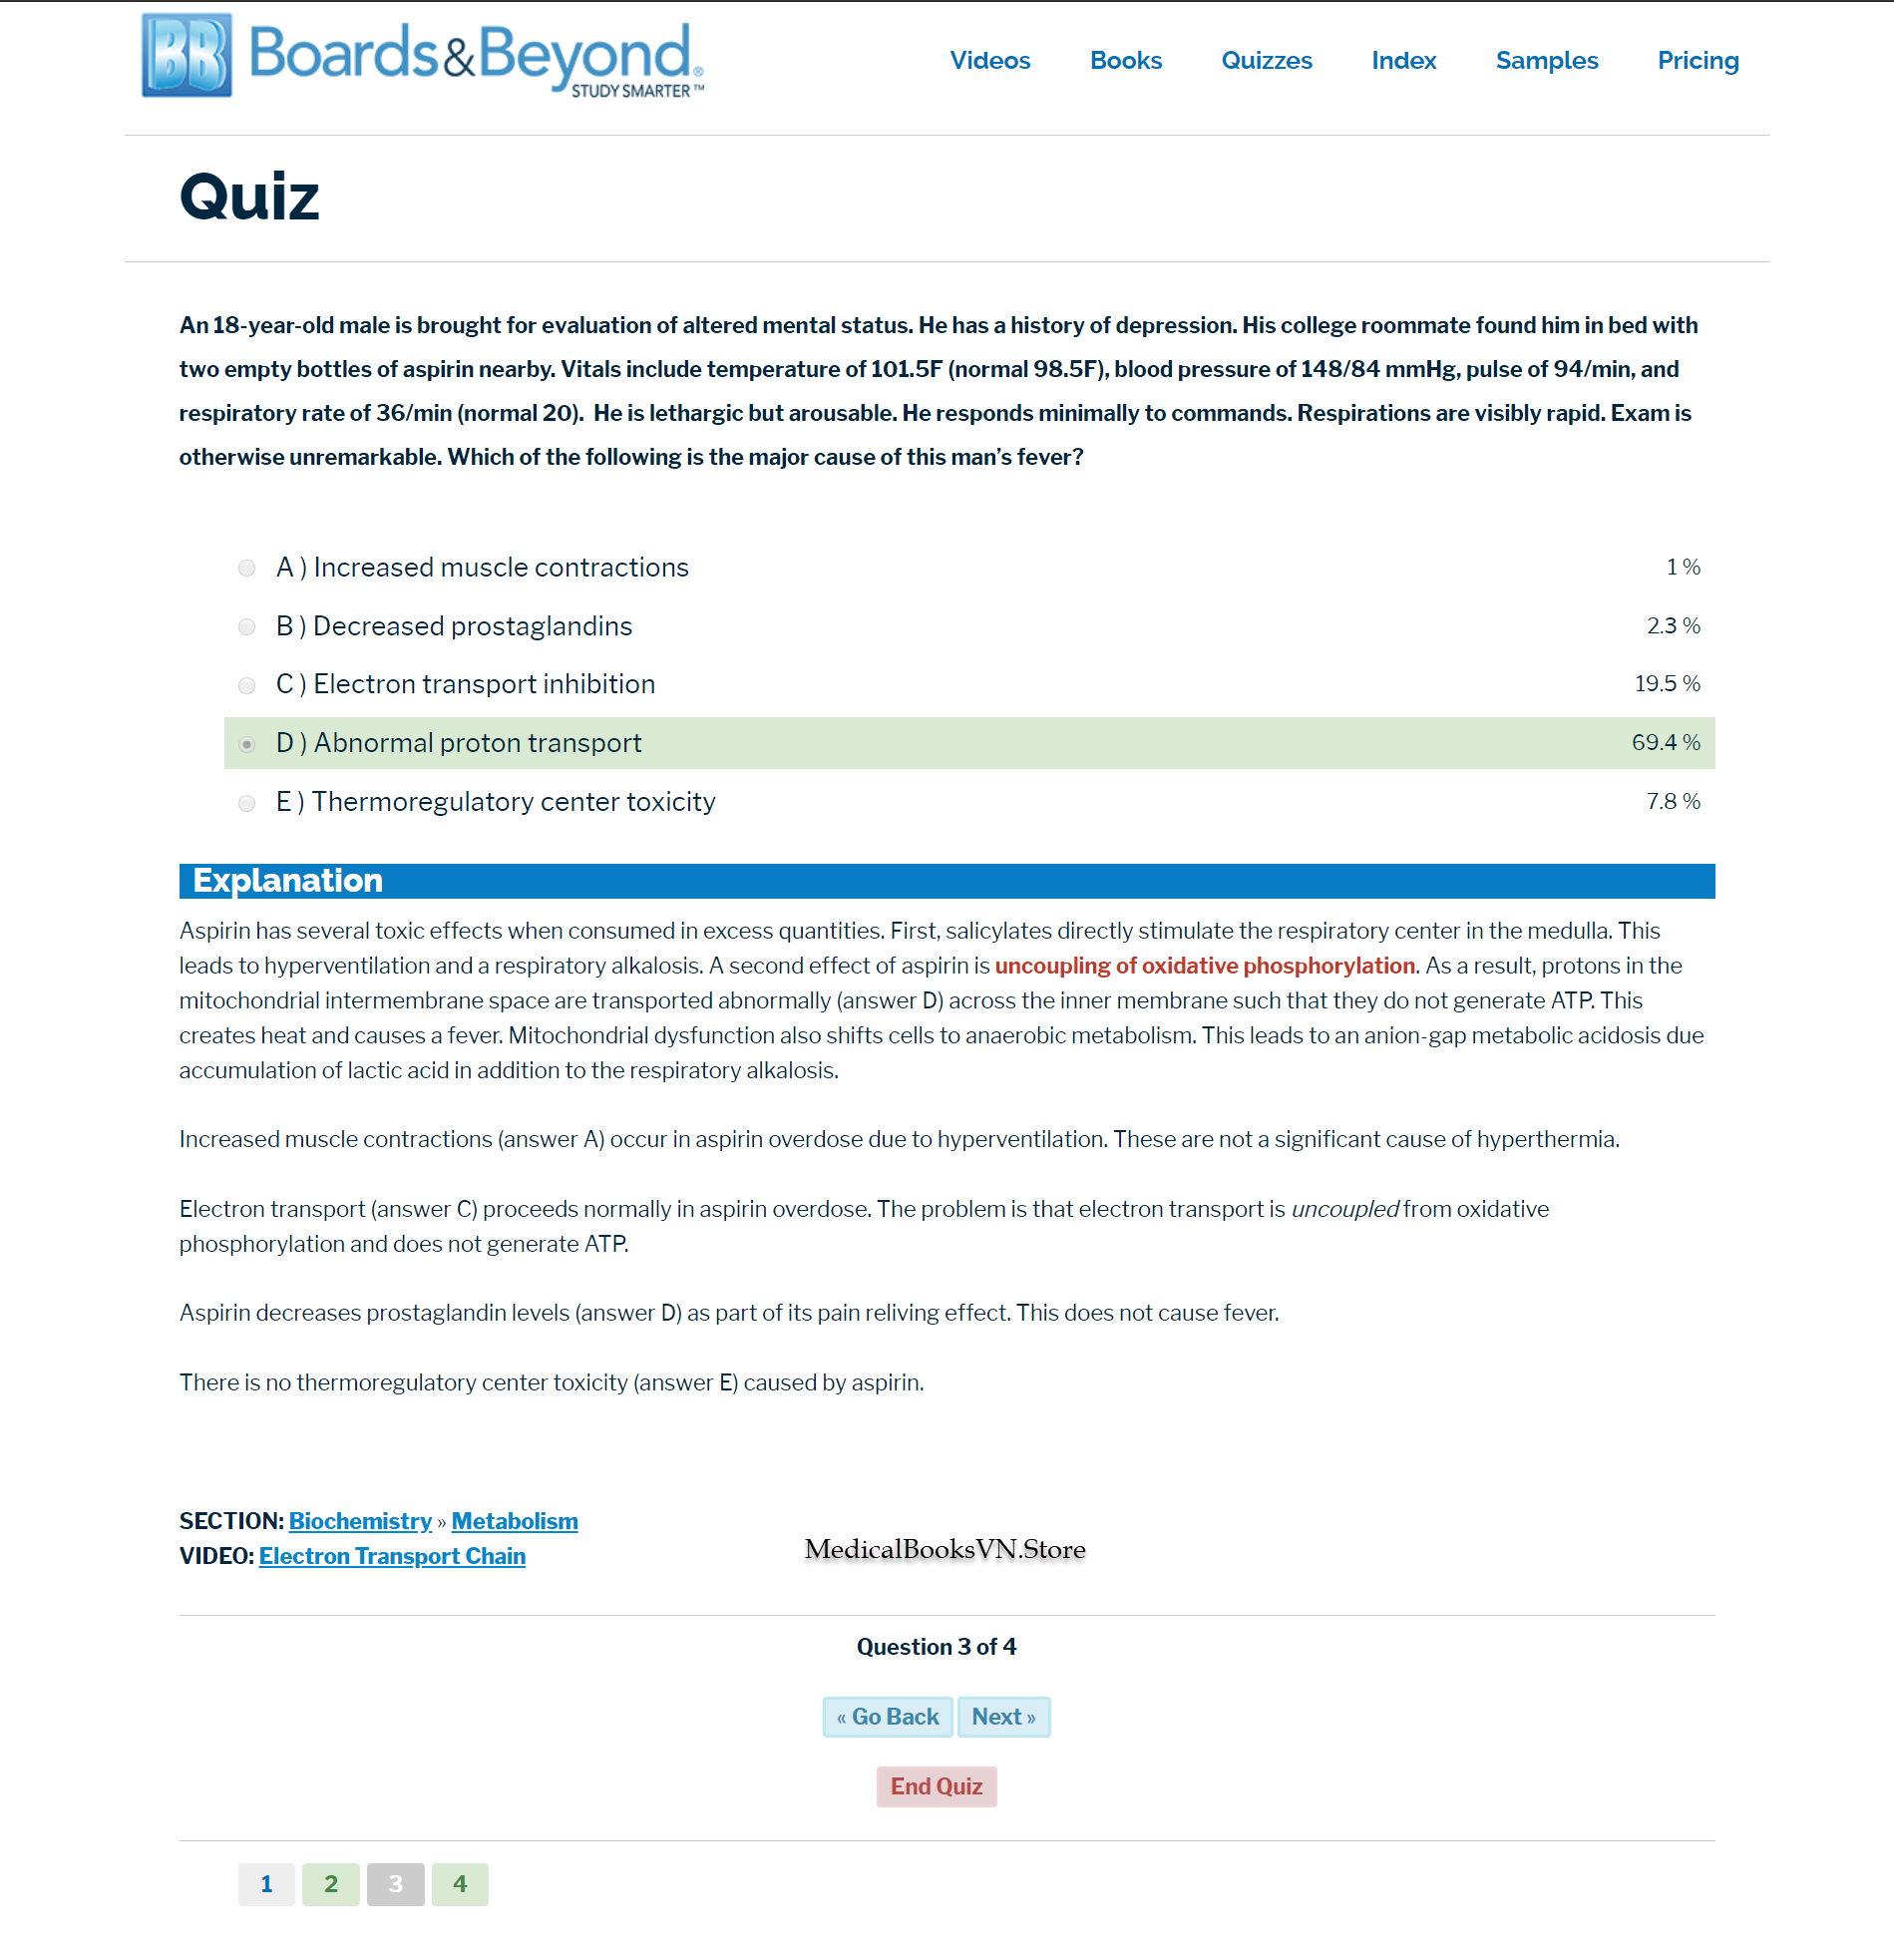 BB Boards&Beyond®
STUDY SMARTER™
Videos Books Quizzes Index Samples Pricing
Quiz
An 18-year-old male is brought for evaluation of altered mental status. He has a history of depression. His college roommate found him in bed with
two empty bottles of aspirin nearby. Vitals include temperature of 101.5F (normal 98.5F), blood pressure of 148/84 mmHg, pulse of 94/min, and
respiratory rate of 36/min (normal 20).  He is lethargic but arousable. He responds minimally to commands. Respirations are visibly rapid. Exam is
otherwise unremarkable. Which of the following is the major cause of this man’s fever?
A ) Increased muscle contractions 1 %
B ) Decreased prostaglandins 2.3 %
C ) Electron transport inhibition 19.5 %
D ) Abnormal proton transport 69.4 %
E ) Thermoregulatory center toxicity 7.8 %
Explanation
Aspirin has several toxic effects when consumed in excess quantities. First, salicylates directly stimulate the respiratory center in the medulla. This
leads to hyperventilation and a respiratory alkalosis. A second effect of aspirin is uncoupling of oxidative phosphorylation. As a result, protons in the
mitochondrial intermembrane space are transported abnormally (answer D) across the inner membrane such that they do not generate ATP. This
creates heat and causes a fever. Mitochondrial dysfunction also shifts cells to anaerobic metabolism. This leads to an anion-gap metabolic acidosis due
accumulation of lactic acid in addition to the respiratory alkalosis.
Increased muscle contractions (answer A) occur in aspirin overdose due to hyperventilation. These are not a significant cause of hyperthermia.
Electron transport (answer C) proceeds normally in aspirin overdose. The problem is that electron transport is uncoupled from oxidative
phosphorylation and does not generate ATP.
Aspirin decreases prostaglandin levels (answer D) as part of its pain reliving effect. This does not cause fever.
There is no thermoregulatory center toxicity (answer E) caused by aspirin.
SECTION: Biochemistry » Metabolism
VIDEO: Electron Transport Chain
MedicalBooksVN.Store
Question 3 of 4
« Go Back Next »
End Quiz
1 2 3 4